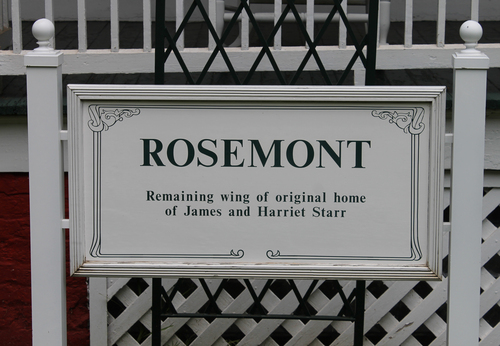 ROSEMONT
Remaining wing of original home
of James and Harriet Starr